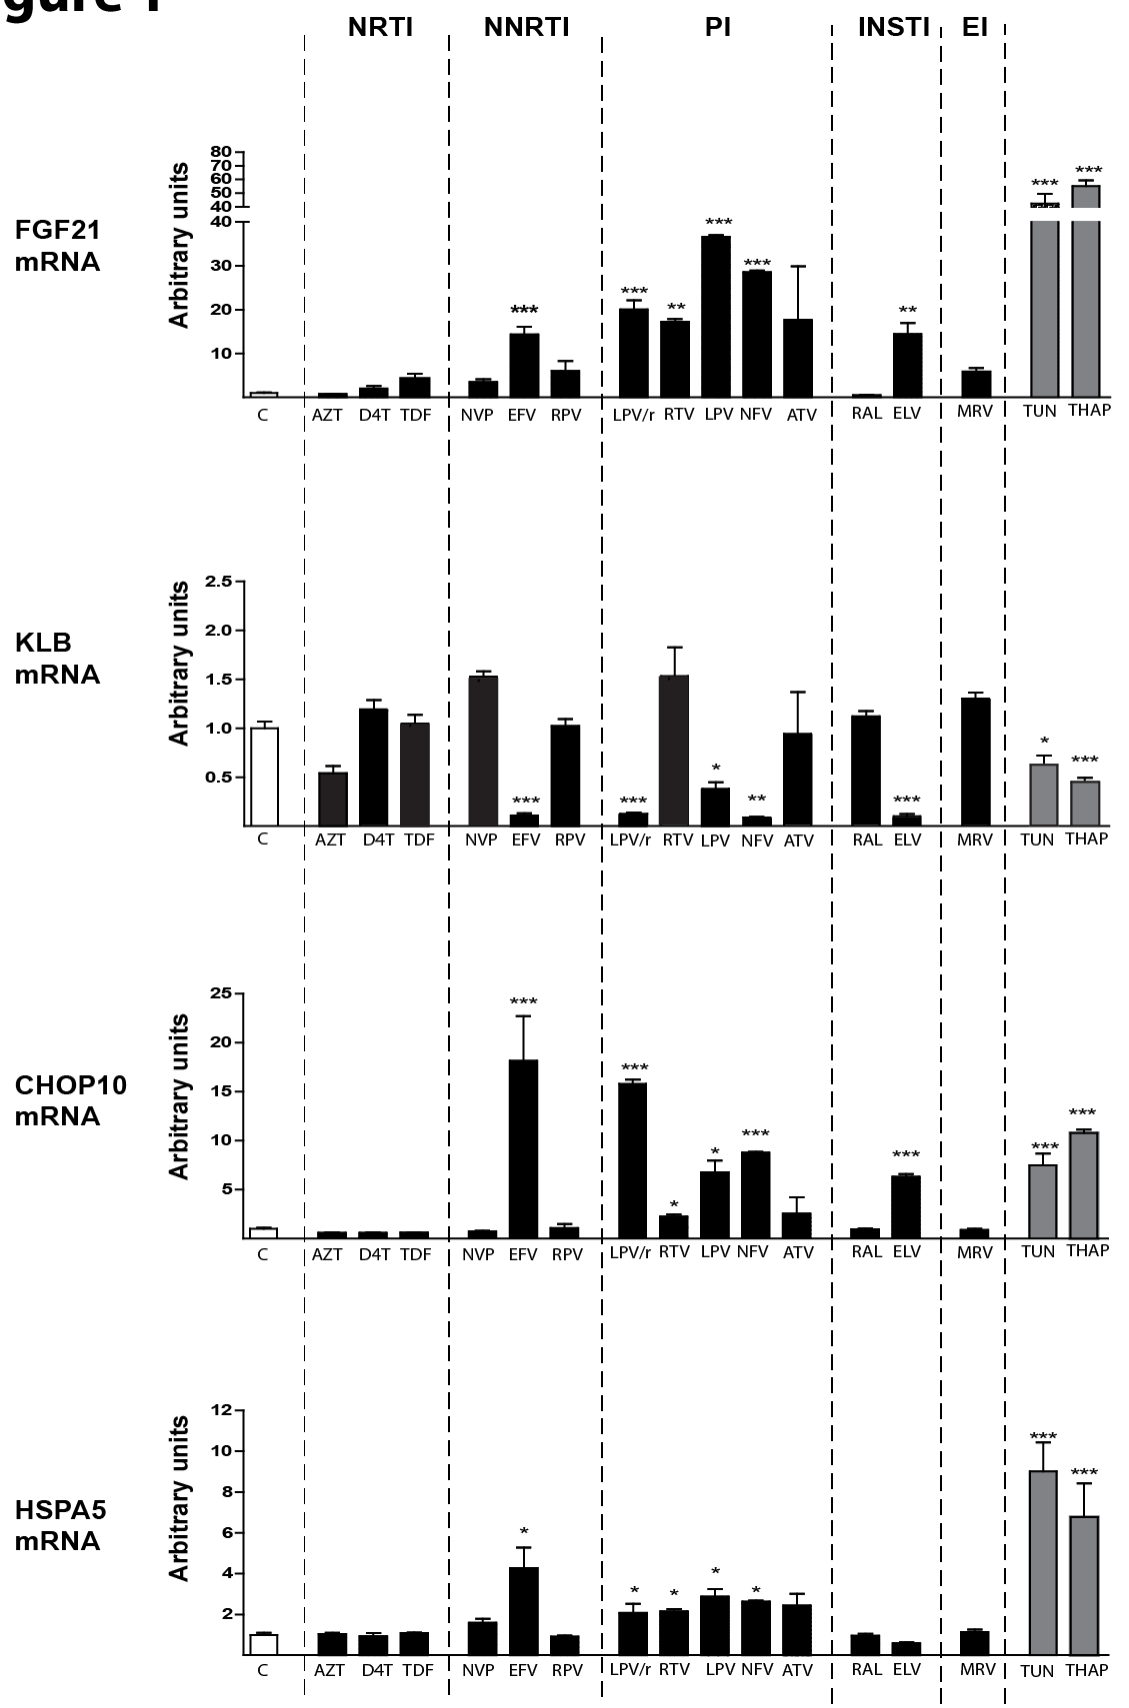 gure 1
NRTI NNRTI PI INSTI EI
FGF21
mRNA
Arbitrary units
80
70
60
50
40
40
30
20
10
*** ** *** *** *** ** *** ***
C AZT D4T TDF NVP EFV RPV LPV/r RTV LPV NFV ATV RAL ELV MRV TUN THAP
KLB
mRNA
Arbitrary units
2.5
2.0
1.5
1.0
0.5
*** *** * ** *** * ***
C AZT D4T TDF NVP EFV RPV LPV/r RTV LPV NFV ATV RAL ELV MRV TUN THAP
CHOP10
mRNA
Arbitrary units
25
20
15
10
5
*** *** * * *** *** *** ***
C AZT D4T TDF NVP EFV RPV LPV/r RTV LPV NFV ATV RAL ELV MRV TUN THAP
HSPA5
mRNA
Arbitrary units
12
10
8
6
4
2
* * * * * *** ***
C AZT D4T TDF NVP EFV RPV LPV/r RTV LPV NFV ATV RAL ELV MRV TUN THAP